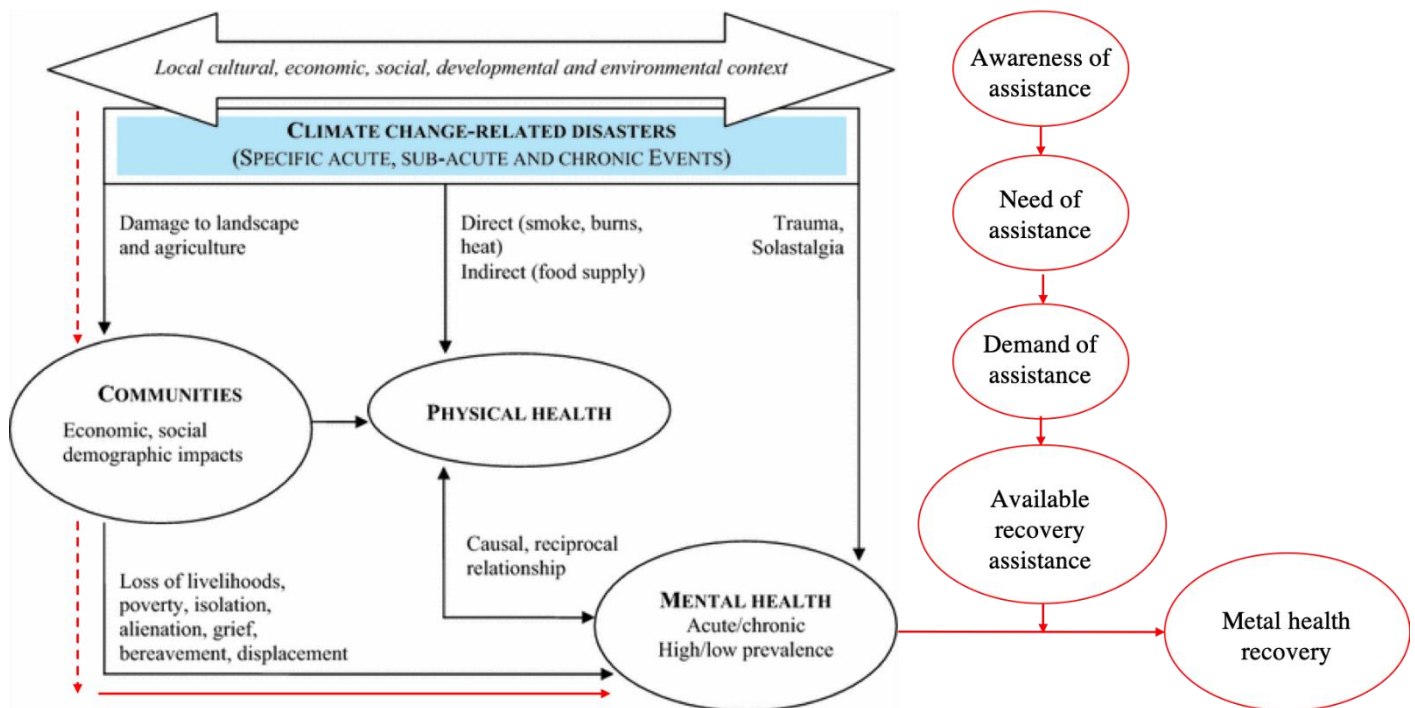 Local cultural, economic, social, developmental and environmental context
CLIMATE CHANGE-RELATED DISASTERS
(SPECIFIC ACUTE, SUB-ACUTE AND CHRONIC EVENTS)
Damage to landscape
and agriculture
Direct (smoke, burns,
heat)
Indirect (food supply)
Trauma,
Solastalgia
COMMUNITIES
Economic, social
demographic impacts
PHYSICAL HEALTH
Causal, reciprocal
relationship
Loss of livelihoods,
poverty, isolation,
alienation, grief,
bereavement, displacement
MENTAL HEALTH
Acute/chronic
High/low prevalence
Awareness of
assistance
Need of
assistance
Demand of
assistance
Available
recovery
assistance
Metal health
recovery